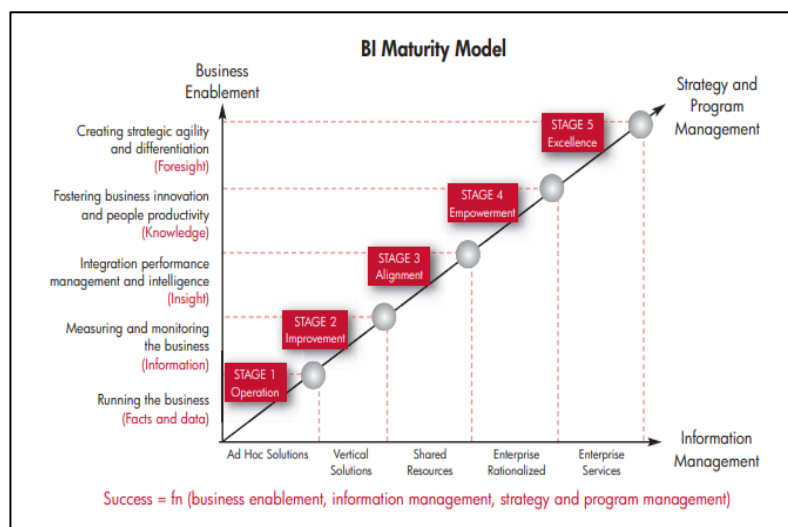 BI Maturity Model
Business
Enablement
Strategy and
Program
Management
Creating strategic agility
and differentiation
(Foresight)
STAGE 5
Excellence
Fostering business innovation
and people productivity
(Knowledge)
STAGE 4
Empowerment
Integration performance
management and intelligence
(Insight)
STAGE 3
Alignment
Measuring and monitoring
the business
(Information)
STAGE 2
Improvement
Running the business
(Facts and data)
STAGE 1
Operation
Ad Hoc Solutions
Vertical
Solutions
Shared
Resources
Enterprise
Rationalized
Enterprise
Services
Information
Management
Success = fn (business enablement, information management, strategy and program management)